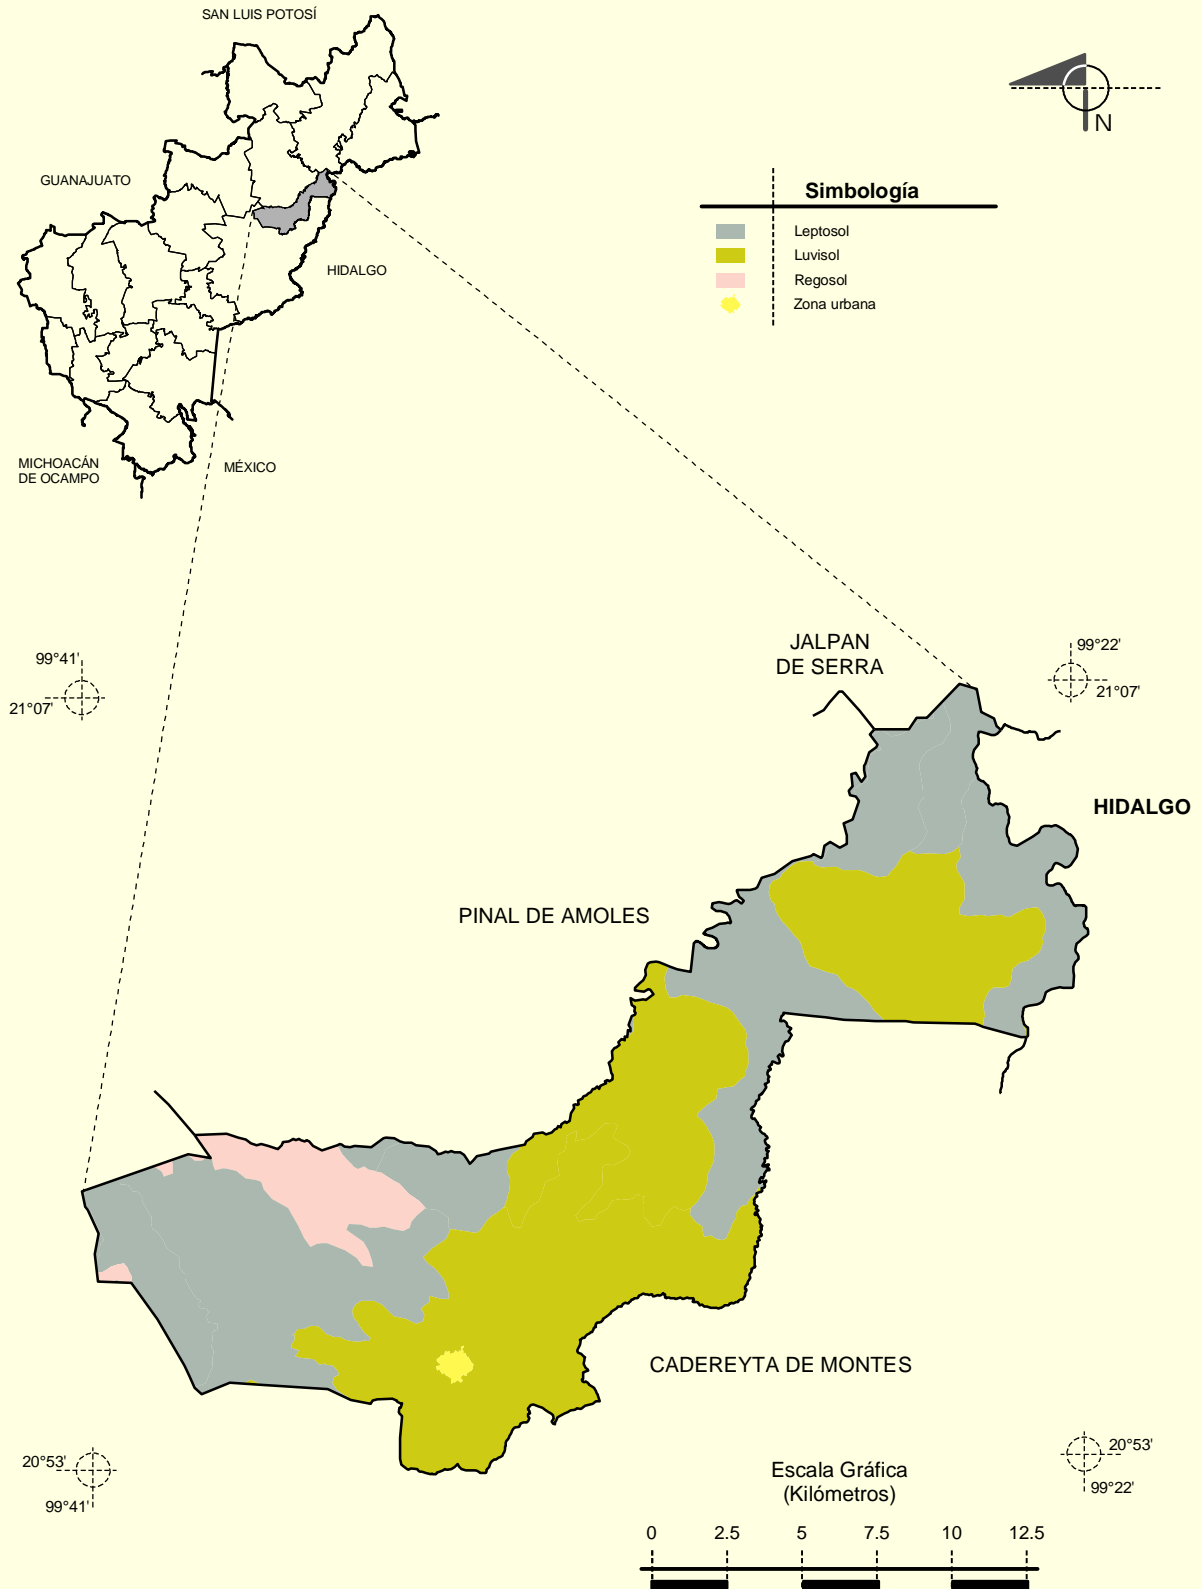 SAN LUIS POTOSÍ
GUANAJUATO
HIDALGO
MICHOACÁN
DE OCAMPO
MÉXICO
N
Simbología
Leptosol
Luvisol
Regosol
Zona urbana
99°41'
21°07'
JALPAN
DE SERRA
99°22'
21°07'
HIDALGO
PINAL DE AMOLES
CADEREYTA DE MONTES
20°53'
99°41'
20°53'
99°22'
Escala Gráfica
(Kilómetros)
0 2.5 5 7.5 10 12.5